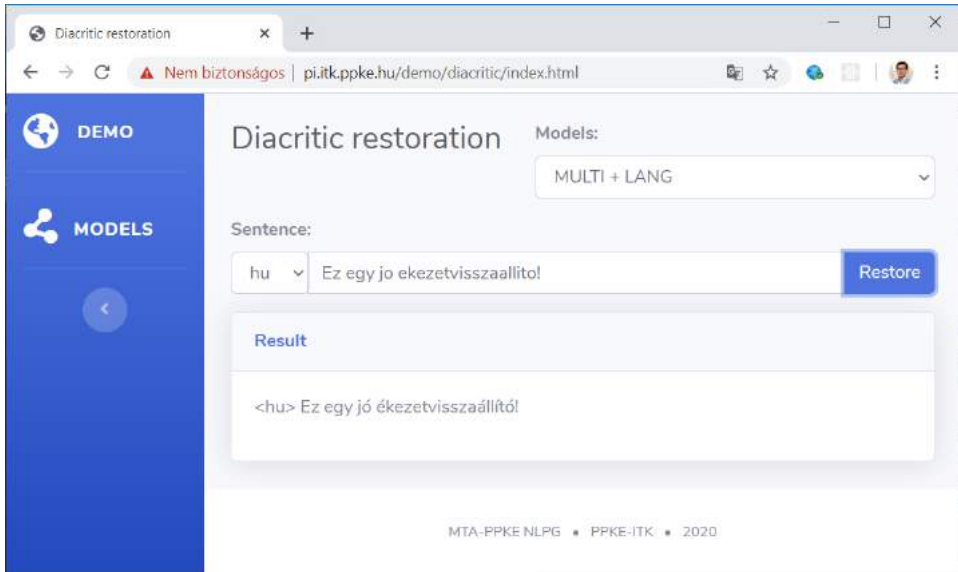 Diacritic restoration
Nem biztonságos | pi.itk.ppke.hu/demo/diacritic/index.html
DEMO
MODELS
Diacritic restoration
Models:
MULTI + LANG
Sentence:
hu Ez egy jo ekezetvisszaallito! Restore
Result
<hu> Ez egy jó ékezetvisszaállító!
MTA-PPKE NLPG • PPKE-ITK • 2020